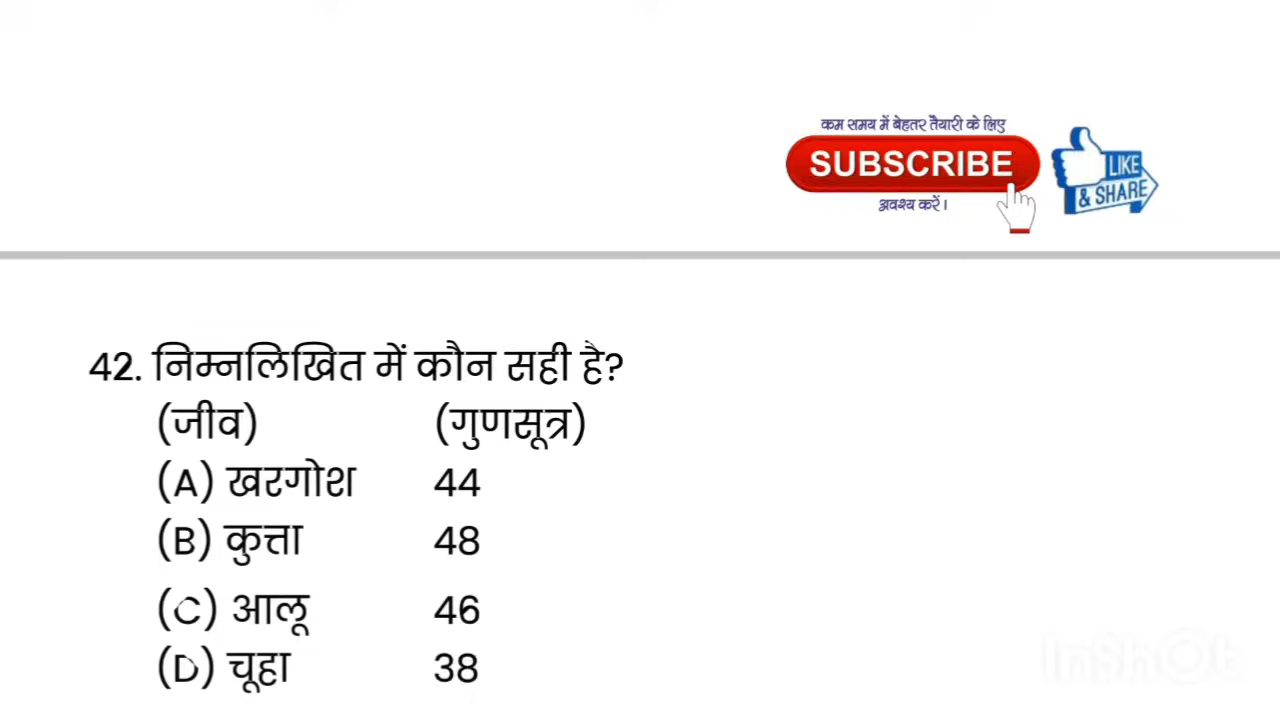 कम समय में बेहतर तैयारी के लिए
SUBSCRIBE
LIKE
& SHARE
अवश्य करें।
42. निम्नलिखित में कौन सही है?
(जीव) (गुणसूत्र)
(A) खरगोश 44
(B) कुत्ता 48
(C) आलू 46
(D) चूहा 38
InShOt